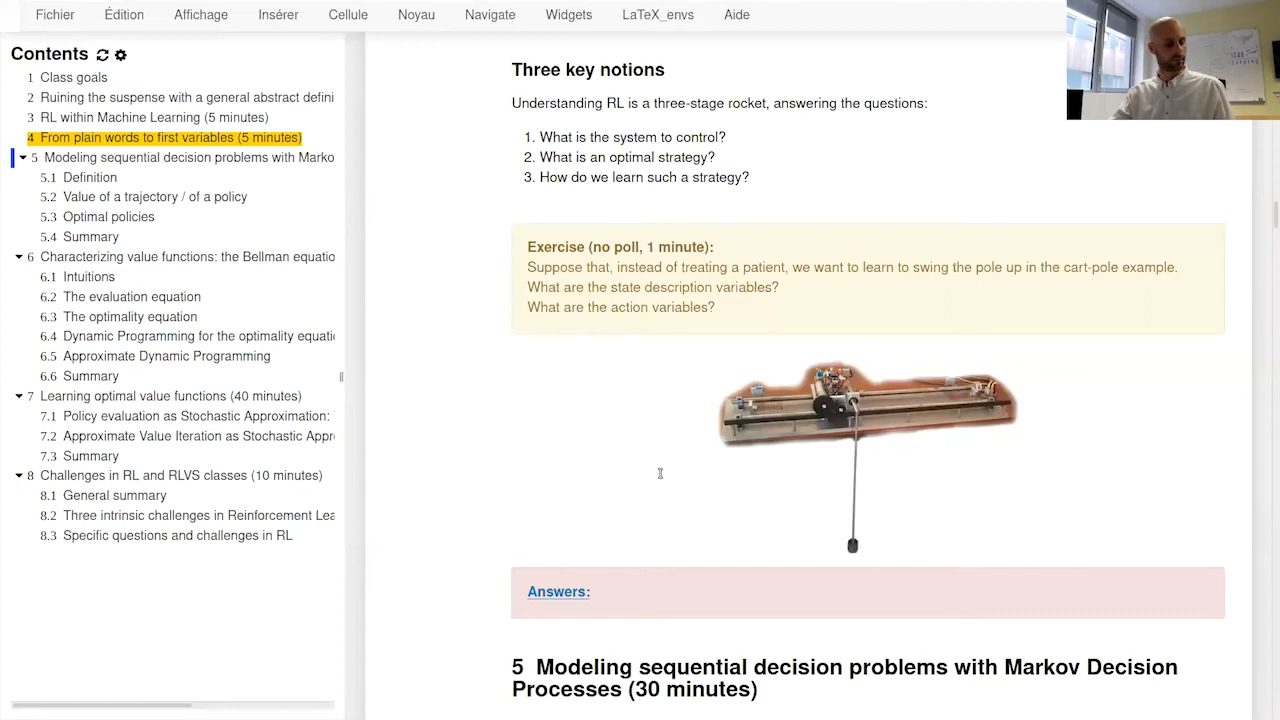 Fichier Édition Affichage Insérer Cellule Noyau Navigate Widgets LaTeX_envs Aide
Contents
1 Class goals
2 Ruining the suspense with a general abstract defini
3 RL within Machine Learning (5 minutes)
4 From plain words to first variables (5 minutes)
5 Modeling sequential decision problems with Marko
5.1 Definition
5.2 Value of a trajectory / of a policy
5.3 Optimal policies
5.4 Summary
6 Characterizing value functions: the Bellman equatio
6.1 Intuitions
6.2 The evaluation equation
6.3 The optimality equation
6.4 Dynamic Programming for the optimality equati
6.5 Approximate Dynamic Programming
6.6 Summary
7 Learning optimal value functions (40 minutes)
7.1 Policy evaluation as Stochastic Approximation:
7.2 Approximate Value Iteration as Stochastic Appr
7.3 Summary
8 Challenges in RL and RLVS classes (10 minutes)
8.1 General summary
8.2 Three intrinsic challenges in Reinforcement Lea
8.3 Specific questions and challenges in RL
Three key notions
Understanding RL is a three-stage rocket, answering the questions:
1. What is the system to control?
2. What is an optimal strategy?
3. How do we learn such a strategy?
Exercise (no poll, 1 minute):
Suppose that, instead of treating a patient, we want to learn to swing the pole up in the cart-pole example.
What are the state description variables?
What are the action variables?
Answers:
5 Modeling sequential decision problems with Markov Decision
Processes (30 minutes)